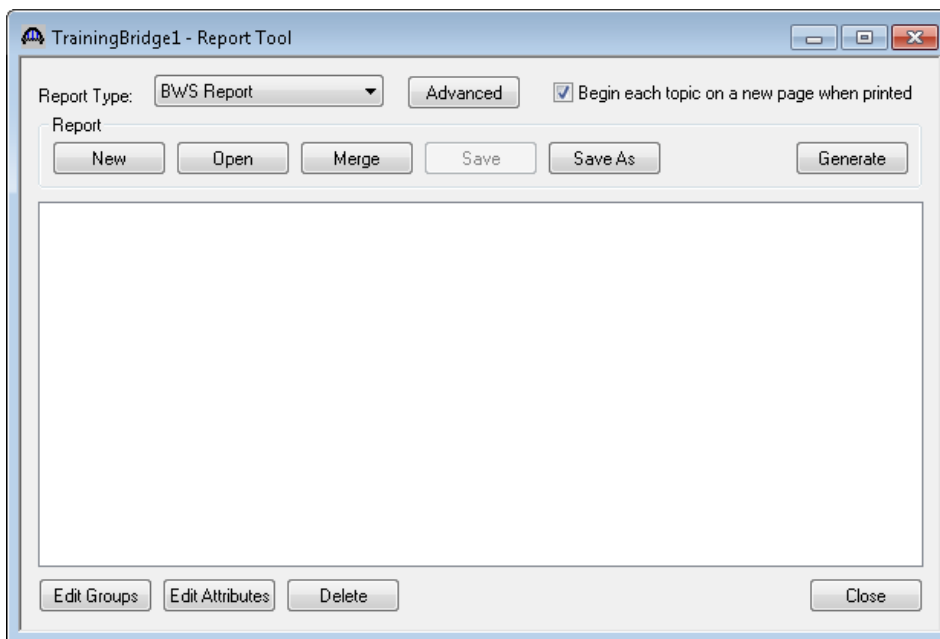 TrainingBridge1 - Report Tool
Report Type: BWS Report Advanced Begin each topic on a new page when printed
Report
New Open Merge Save Save As Generate
Edit Groups Edit Attributes Delete Close